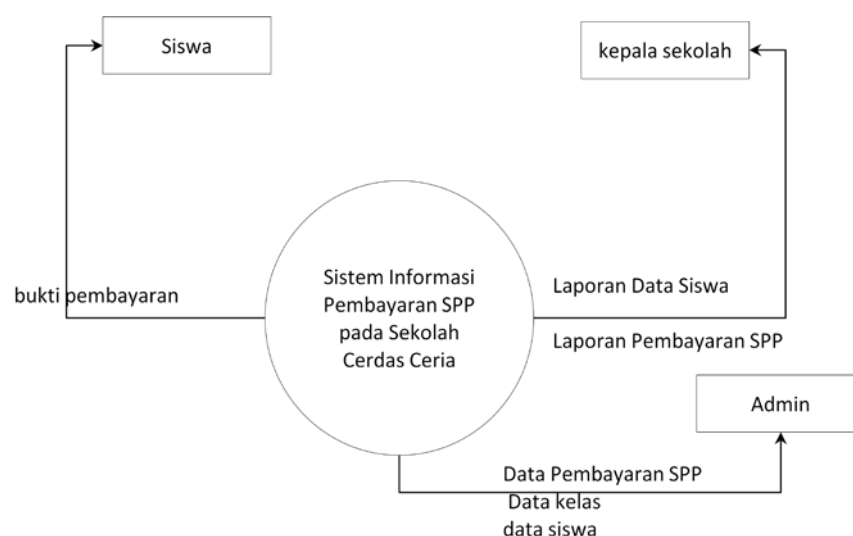 Siswa
kepala sekolah
Sistem Informasi
Pembayaran SPP
pada Sekolah
Cerdas Ceria
bukti pembayaran
Laporan Data Siswa
Laporan Pembayaran SPP
Admin
Data Pembayaran SPP
Data kelas
data siswa